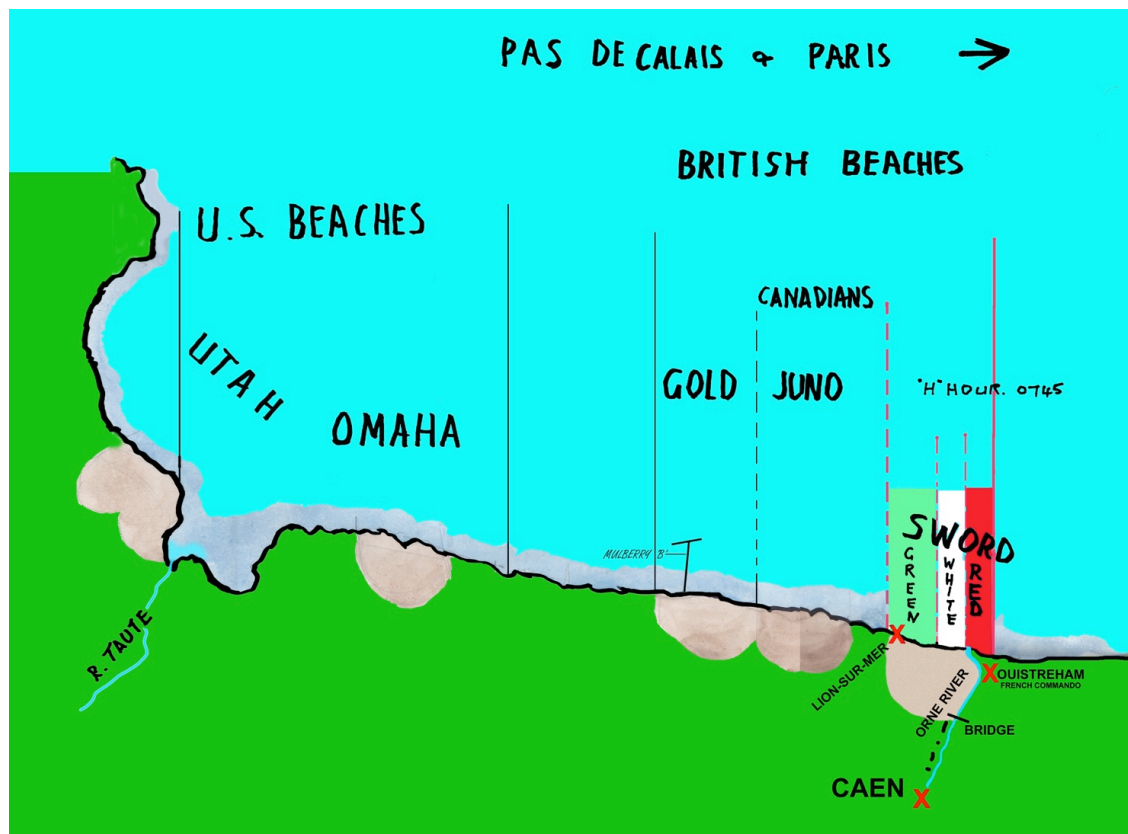 PAS DE CALAIS & PARIS →
BRITISH BEACHES
U.S. BEACHES
CANADIANS
UTAH
OMAHA
GOLD
JUNO
"H" HOUR. 0745
SWORD
GREEN
WHITE
RED
MULBERRY 'B'
R. TAUTE
LION-SUR-MER
X
X OUISTREHAM
FRENCH COMMANDO
ORNE RIVER
BRIDGE
CAEN X